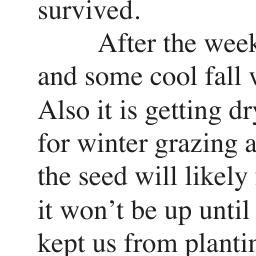 survived.
After the week
and some cool fall
Also it is getting dry
for winter grazing a
the seed will likely
it won't be up until
kept us from plantin